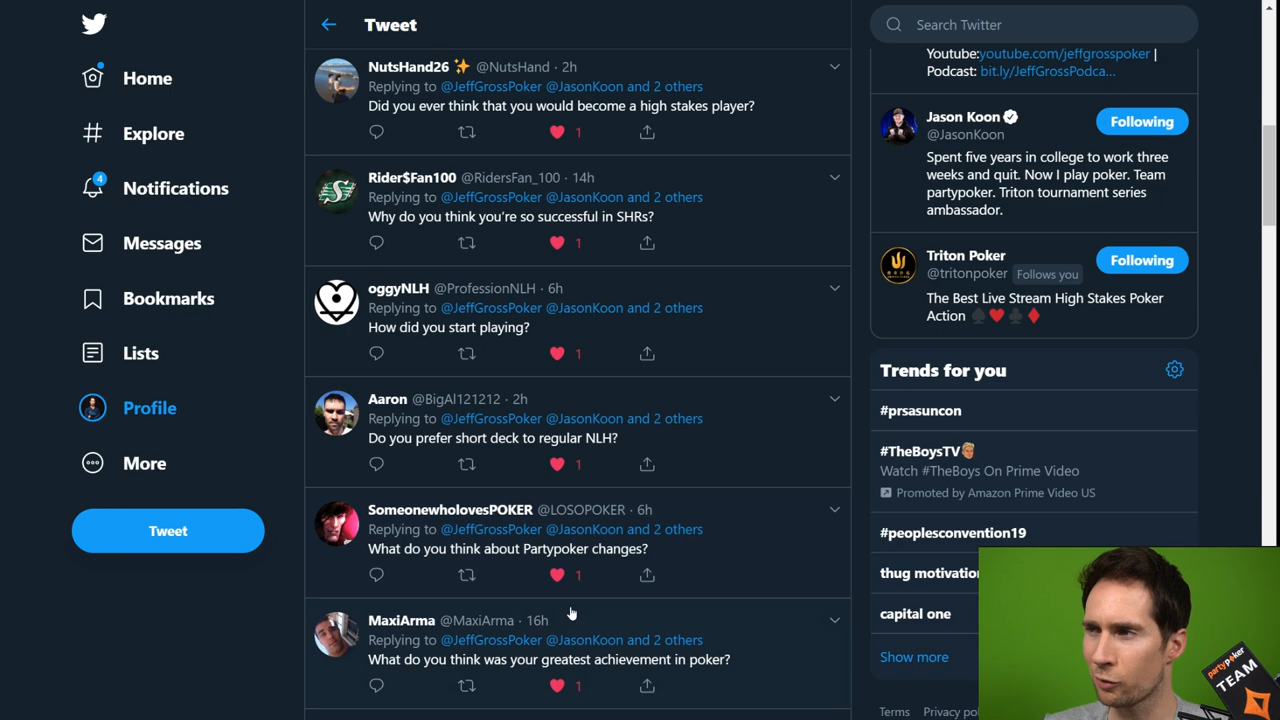 Home
Explore
4
Notifications
Messages
Bookmarks
Lists
Profile
More
Tweet
Tweet
NutsHand26 ✨ @NutsHand · 2h
Replying to @JeffGrossPoker @JasonKoon and 2 others
Did you ever think that you would become a high stakes player?
1
Rider$Fan100 @RidersFan_100 · 14h
Replying to @JeffGrossPoker @JasonKoon and 2 others
Why do you think you're so successful in SHRs?
1
oggyNLH @ProfessionNLH · 6h
Replying to @JeffGrossPoker @JasonKoon and 2 others
How did you start playing?
1
Aaron @BigAl121212 · 2h
Replying to @JeffGrossPoker @JasonKoon and 2 others
Do you prefer short deck to regular NLH?
1
SomeonewholovesPOKER @LOSOPOKER · 6h
Replying to @JeffGrossPoker @JasonKoon and 2 others
What do you think about Partypoker changes?
1
MaxiArma @MaxiArma · 16h
Replying to @JeffGrossPoker @JasonKoon and 2 others
What do you think was your greatest achievement in poker?
1
Search Twitter
Youtube:youtube.com/jeffgrosspoker |
Podcast: bit.ly/JeffGrossPodca...
Jason Koon
@JasonKoon
Following
Spent five years in college to work three
weeks and quit. Now I play poker. Team
partypoker. Triton tournament series
ambassador.
Triton Poker
@tritonpoker Follows you
Following
The Best Live Stream High Stakes Poker
Action ♠️♥️♣️♦️
Trends for you
#prsasuncon
#TheBoysTV
Watch #TheBoys On Prime Video
Promoted by Amazon Prime Video US
#peoplesconvention19
thug motivation
capital one
Show more
Terms Privacy po
partypoker
TEAM